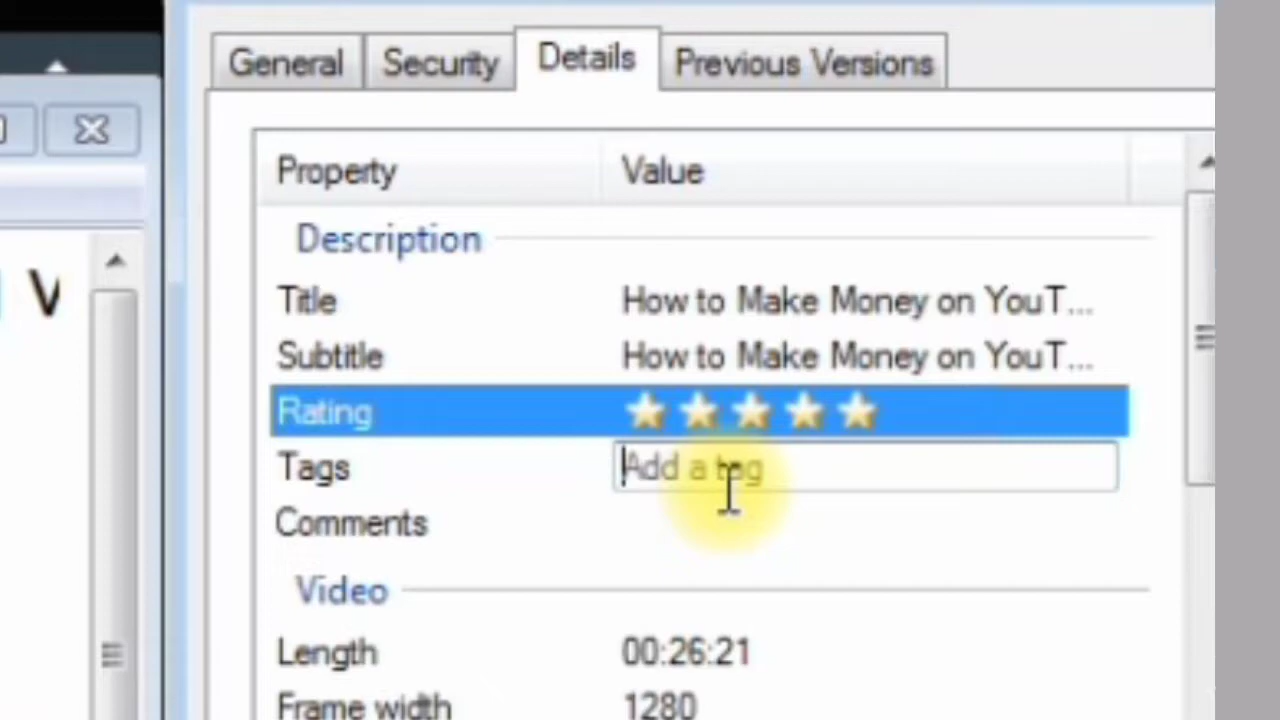 General Security Details Previous Versions
Property Value
V
Description
Title How to Make Money on YouT...
Subtitle How to Make Money on YouT...
Rating
Tags Add a tag
Comments
Video
Length 00:26:21
Frame width 1280